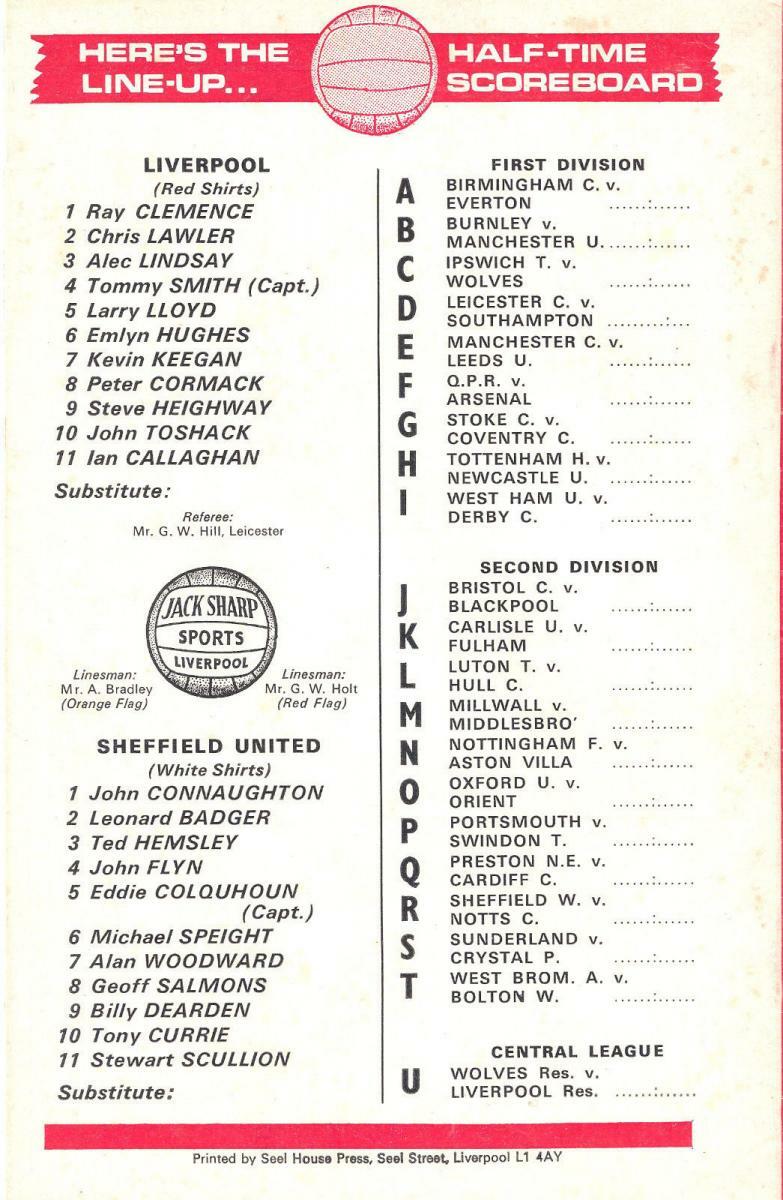 HERE'S THE
LINE-UP...
HALF-TIME
SCOREBOARD
LIVERPOOL
(Red Shirts)
1 Ray CLEMENCE
2 Chris LAWLER
3 Alec LINDSAY
4 Tommy SMITH (Capt.)
5 Larry LLOYD
6 Emlyn HUGHES
7 Kevin KEEGAN
8 Peter CORMACK
9 Steve HEIGHWAY
10 John TOSHACK
11 Ian CALLAGHAN
Substitute:
Referee:
Mr. G. W. Hill, Leicester
JACK SHARP
SPORTS
LIVERPOOL
Linesman:
Mr. A. Bradley
(Orange Flag)
Linesman:
Mr. G. W. Holt
(Red Flag)
SHEFFIELD UNITED
(White Shirts)
1 John CONNAUGHTON
2 Leonard BADGER
3 Ted HEMSLEY
4 John FLYN
5 Eddie COLQUHOUN
(Capt.)
6 Michael SPEIGHT
7 Alan WOODWARD
8 Geoff SALMONS
9 Billy DEARDEN
10 Tony CURRIE
11 Stewart SCULLION
Substitute:
FIRST DIVISION
A BIRMINGHAM C. v.
EVERTON ......:......
B BURNLEY v.
MANCHESTER U. ......:......
C IPSWICH T. v.
WOLVES ......:......
D LEICESTER C. v.
SOUTHAMPTON .........:...
E MANCHESTER C. v.
LEEDS U. ......:......
F Q.P.R. v.
ARSENAL ......:......
G STOKE C. v.
COVENTRY C. ......:......
H TOTTENHAM H. v.
NEWCASTLE U. ......:......
I WEST HAM U. v.
DERBY C. ......:......
SECOND DIVISION
J BRISTOL C. v.
BLACKPOOL ......:......
K CARLISLE U. v.
FULHAM ......:......
L LUTON T. v.
HULL C. ......:......
M MILLWALL v.
MIDDLESBRO' ......:......
N NOTTINGHAM F. v.
ASTON VILLA ......:......
O OXFORD U. v.
ORIENT ......:......
P PORTSMOUTH v.
SWINDON T. ......:......
Q PRESTON N.E. v.
CARDIFF C. ......:......
R SHEFFIELD W. v.
NOTTS C. ......:......
S SUNDERLAND v.
CRYSTAL P. ......:......
T WEST BROM. A. v.
BOLTON W. ......:......
CENTRAL LEAGUE
U WOLVES Res. v.
LIVERPOOL Res. ......:......
Printed by Seel House Press, Seel Street, Liverpool L1 4AY